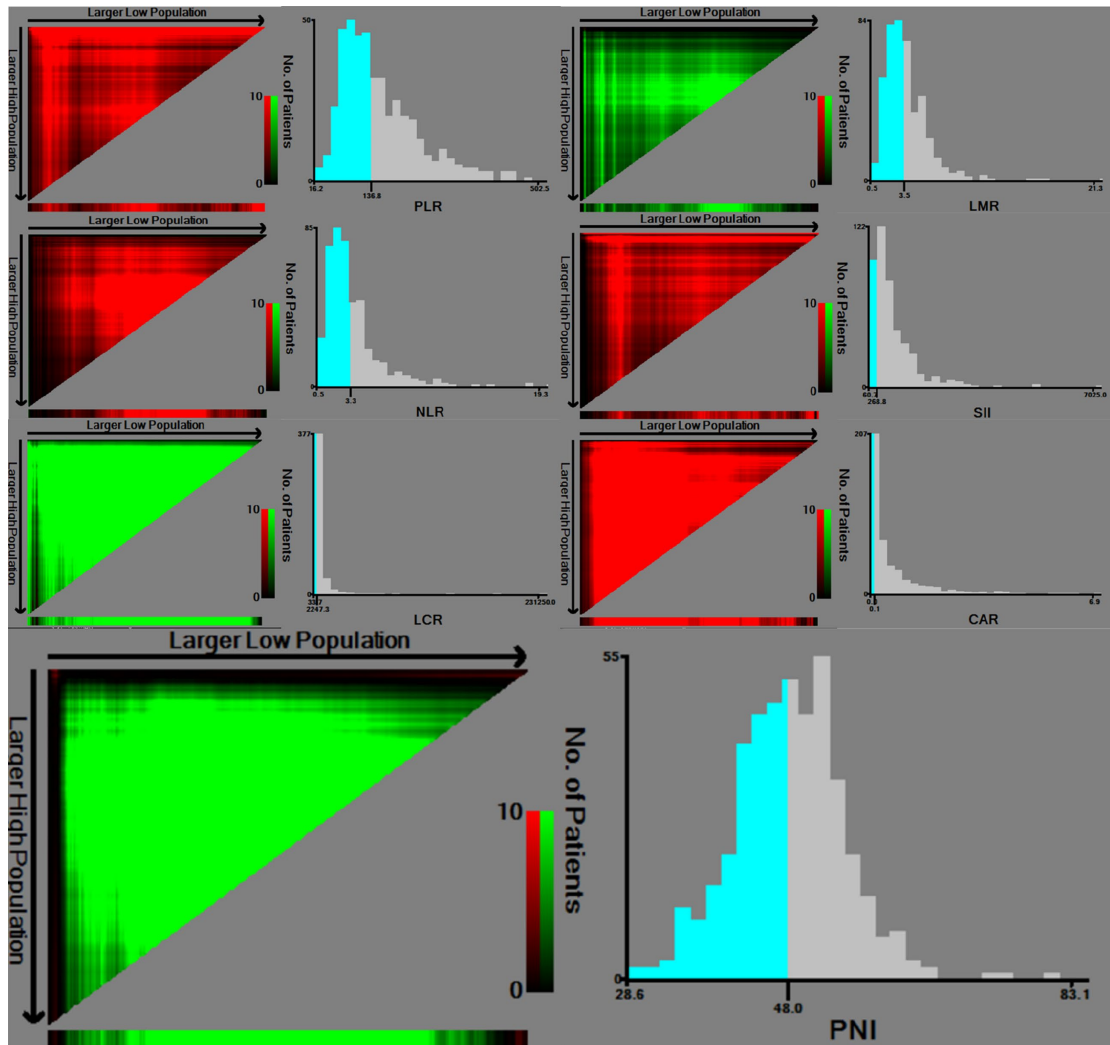 Larger Low Population
Larger High Population
10
0
No. of Patients
50
0
16.2
136.8
502.5
PLR
Larger Low Population
Larger High Population
10
0
No. of Patients
84
0
0.5
3.5
21.3
LMR
Larger Low Population
Larger High Population
10
0
No. of Patients
85
0
0.5
3.3
19.3
NLR
Larger Low Population
Larger High Population
10
0
No. of Patients
122
0
268.8
7025.0
SII
Larger Low Population
Larger High Population
10
0
No. of Patients
377
0
2247.3
231250.0
LCR
Larger Low Population
Larger High Population
10
0
No. of Patients
207
0
0.1
6.9
CAR
Larger Low Population
Larger High Population
10
0
No. of Patients
55
0
28.6
48.0
83.1
PNI